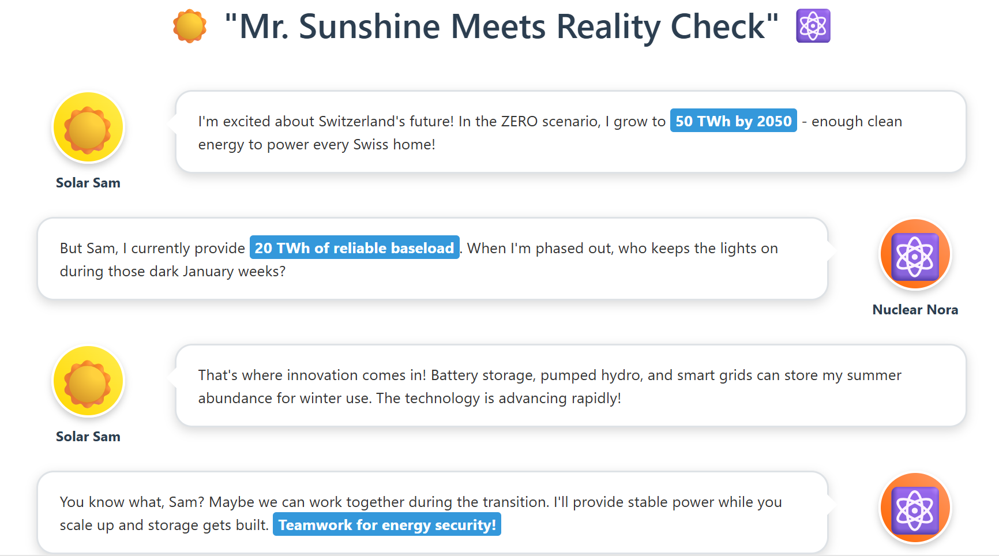 "Mr. Sunshine Meets Reality Check"
I'm excited about Switzerland's future! In the ZERO scenario, I grow to 50 TWh by 2050 - enough clean
energy to power every Swiss home!
Solar Sam
But Sam, I currently provide 20 TWh of reliable baseload. When I'm phased out, who keeps the lights on
during those dark January weeks?
Nuclear Nora
That's where innovation comes in! Battery storage, pumped hydro, and smart grids can store my summer
abundance for winter use. The technology is advancing rapidly!
Solar Sam
You know what, Sam? Maybe we can work together during the transition. I'll provide stable power while you
scale up and storage gets built. Teamwork for energy security!